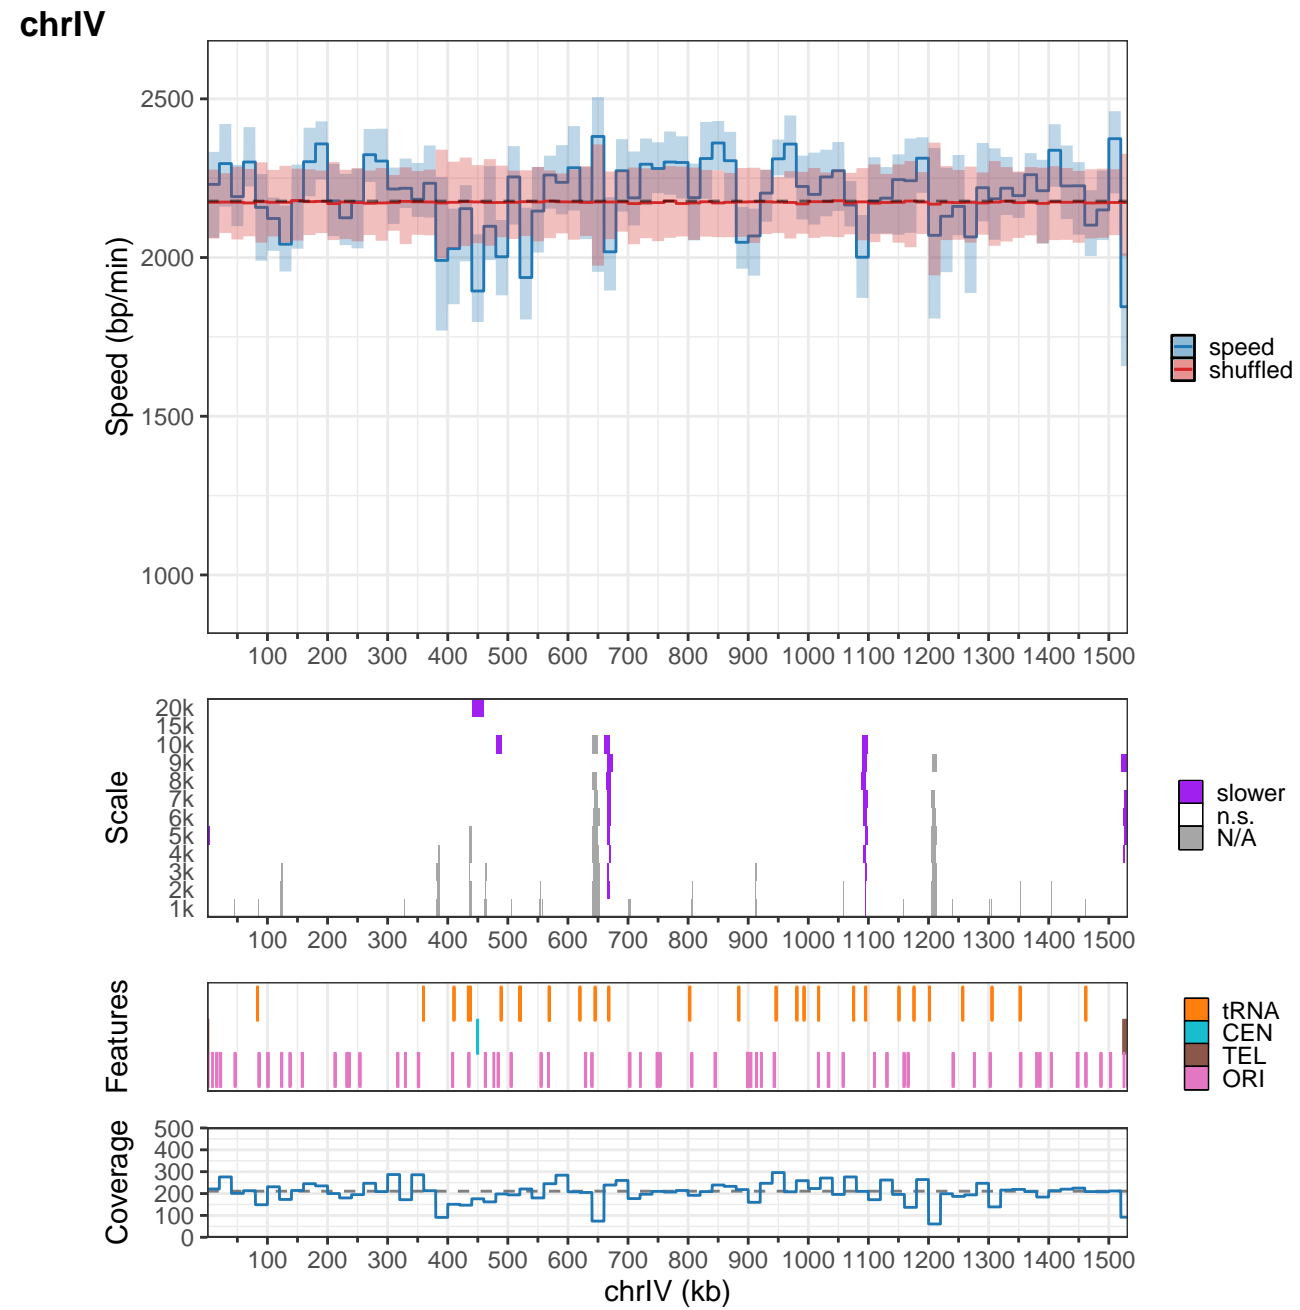 chrIV
Speed (bp/min)
2500
2000
1500
1000
100 200 300 400 500 600 700 800 900 1000 1100 1200 1300 1400 1500
speed
shuffled
Scale
20k
15k
10k
9k
8k
7k
6k
5k
4k
3k
2k
1k
100 200 300 400 500 600 700 800 900 1000 1100 1200 1300 1400 1500
slower
n.s.
N/A
Features
tRNA
CEN
TEL
ORI
Coverage
500
400
300
200
100
0
100 200 300 400 500 600 700 800 900 1000 1100 1200 1300 1400 1500
chrIV (kb)